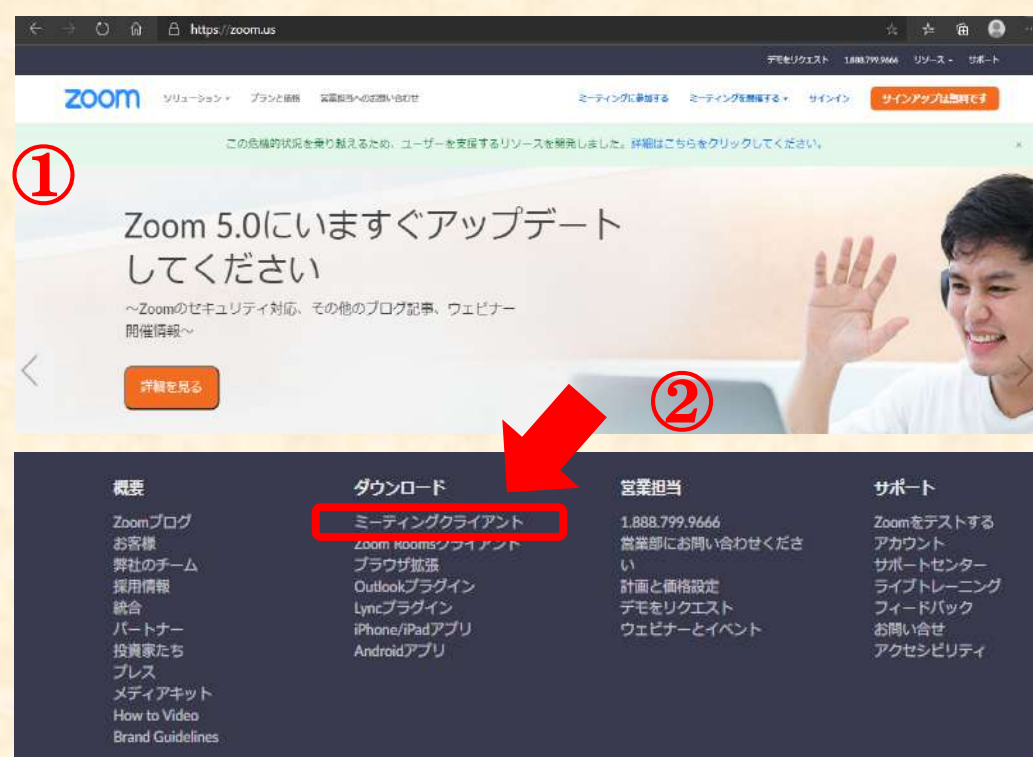 https://zoom.us
デモをリクエスト 1.888.799.9666 リソース サポート
zoom ソリューション プランと価格 営業担当へのお問い合わせ ミーティングに参加する ミーティングを開催する サインイン サインアップは無料です
この危機的状況を乗り越えるため、ユーザーを支援するリソースを開発しました。詳細はこちらをクリックしてください。 ×
①
Zoom 5.0にいますぐアップデート
してください
～Zoomのセキュリティ対応、その他のブログ記事、ウェビナー
開催情報～
詳細を見る
②
概要
Zoomブログ
お客様
弊社のチーム
採用情報
統合
パートナー
投資家たち
プレス
メディアキット
How to Video
Brand Guidelines
ダウンロード
ミーティングクライアント
Zoom Roomsクライアント
ブラウザ拡張
Outlookプラグイン
Lyncプラグイン
iPhone/iPadアプリ
Androidアプリ
営業担当
1.888.799.9666
営業部にお問い合わせくださ
い
計画と価格設定
デモをリクエスト
ウェビナーとイベント
サポート
Zoomをテストする
アカウント
サポートセンター
ライブトレーニング
フィードバック
お問い合せ
アクセシビリティ